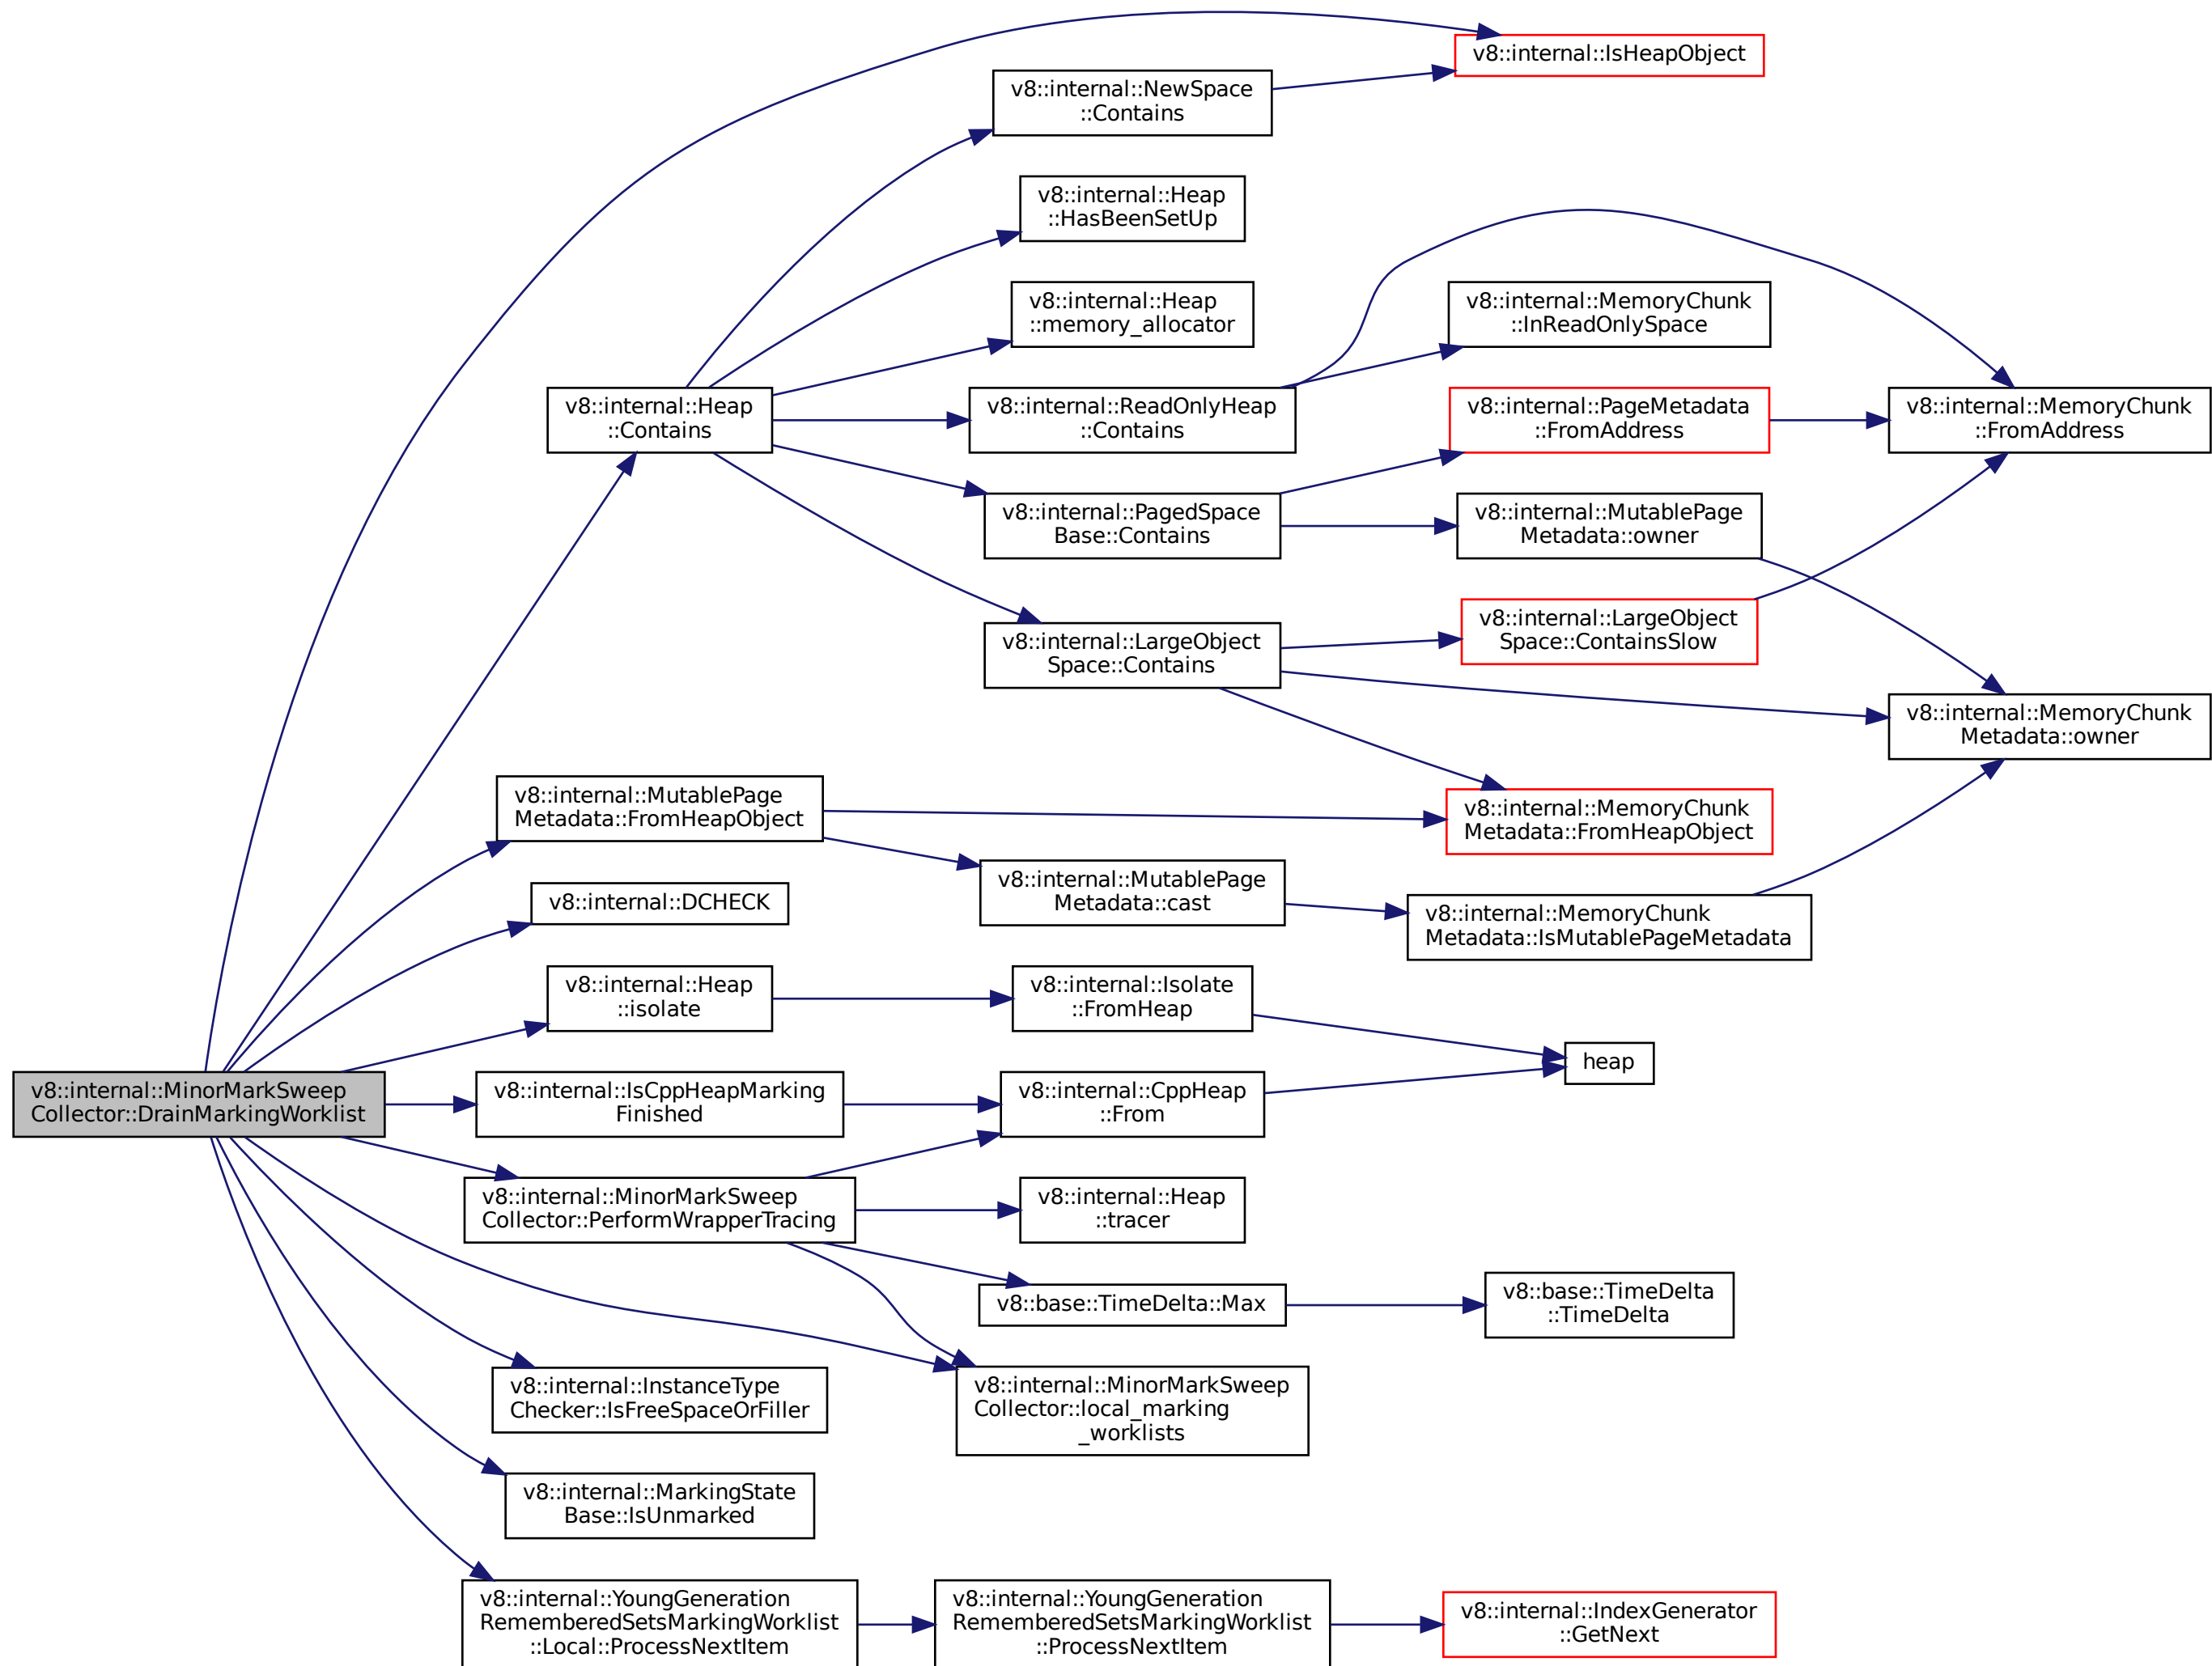 v8::internal::IsHeapObject
v8::internal::NewSpace
::Contains
v8::internal::Heap
::HasBeenSetUp
v8::internal::Heap
::memory_allocator
v8::internal::MemoryChunk
::InReadOnlySpace
v8::internal::Heap
::Contains
v8::internal::ReadOnlyHeap
::Contains
v8::internal::PageMetadata
::FromAddress
v8::internal::MemoryChunk
::FromAddress
v8::internal::PagedSpace
Base::Contains
v8::internal::MutablePage
Metadata::owner
v8::internal::LargeObject
Space::Contains
v8::internal::LargeObject
Space::ContainsSlow
v8::internal::MemoryChunk
Metadata::owner
v8::internal::MutablePage
Metadata::FromHeapObject
v8::internal::MemoryChunk
Metadata::FromHeapObject
v8::internal::DCHECK
v8::internal::MutablePage
Metadata::cast
v8::internal::MemoryChunk
Metadata::IsMutablePageMetadata
v8::internal::Heap
::isolate
v8::internal::Isolate
::FromHeap
heap
v8::internal::MinorMarkSweep
Collector::DrainMarkingWorklist
v8::internal::IsCppHeapMarking
Finished
v8::internal::CppHeap
::From
v8::internal::MinorMarkSweep
Collector::PerformWrapperTracing
v8::internal::Heap
::tracer
v8::base::TimeDelta::Max
v8::base::TimeDelta
::TimeDelta
v8::internal::InstanceType
Checker::IsFreeSpaceOrFiller
v8::internal::MinorMarkSweep
Collector::local_marking
_worklists
v8::internal::MarkingState
Base::IsUnmarked
v8::internal::YoungGeneration
RememberedSetsMarkingWorklist
::Local::ProcessNextItem
v8::internal::YoungGeneration
RememberedSetsMarkingWorklist
::ProcessNextItem
v8::internal::IndexGenerator
::GetNext